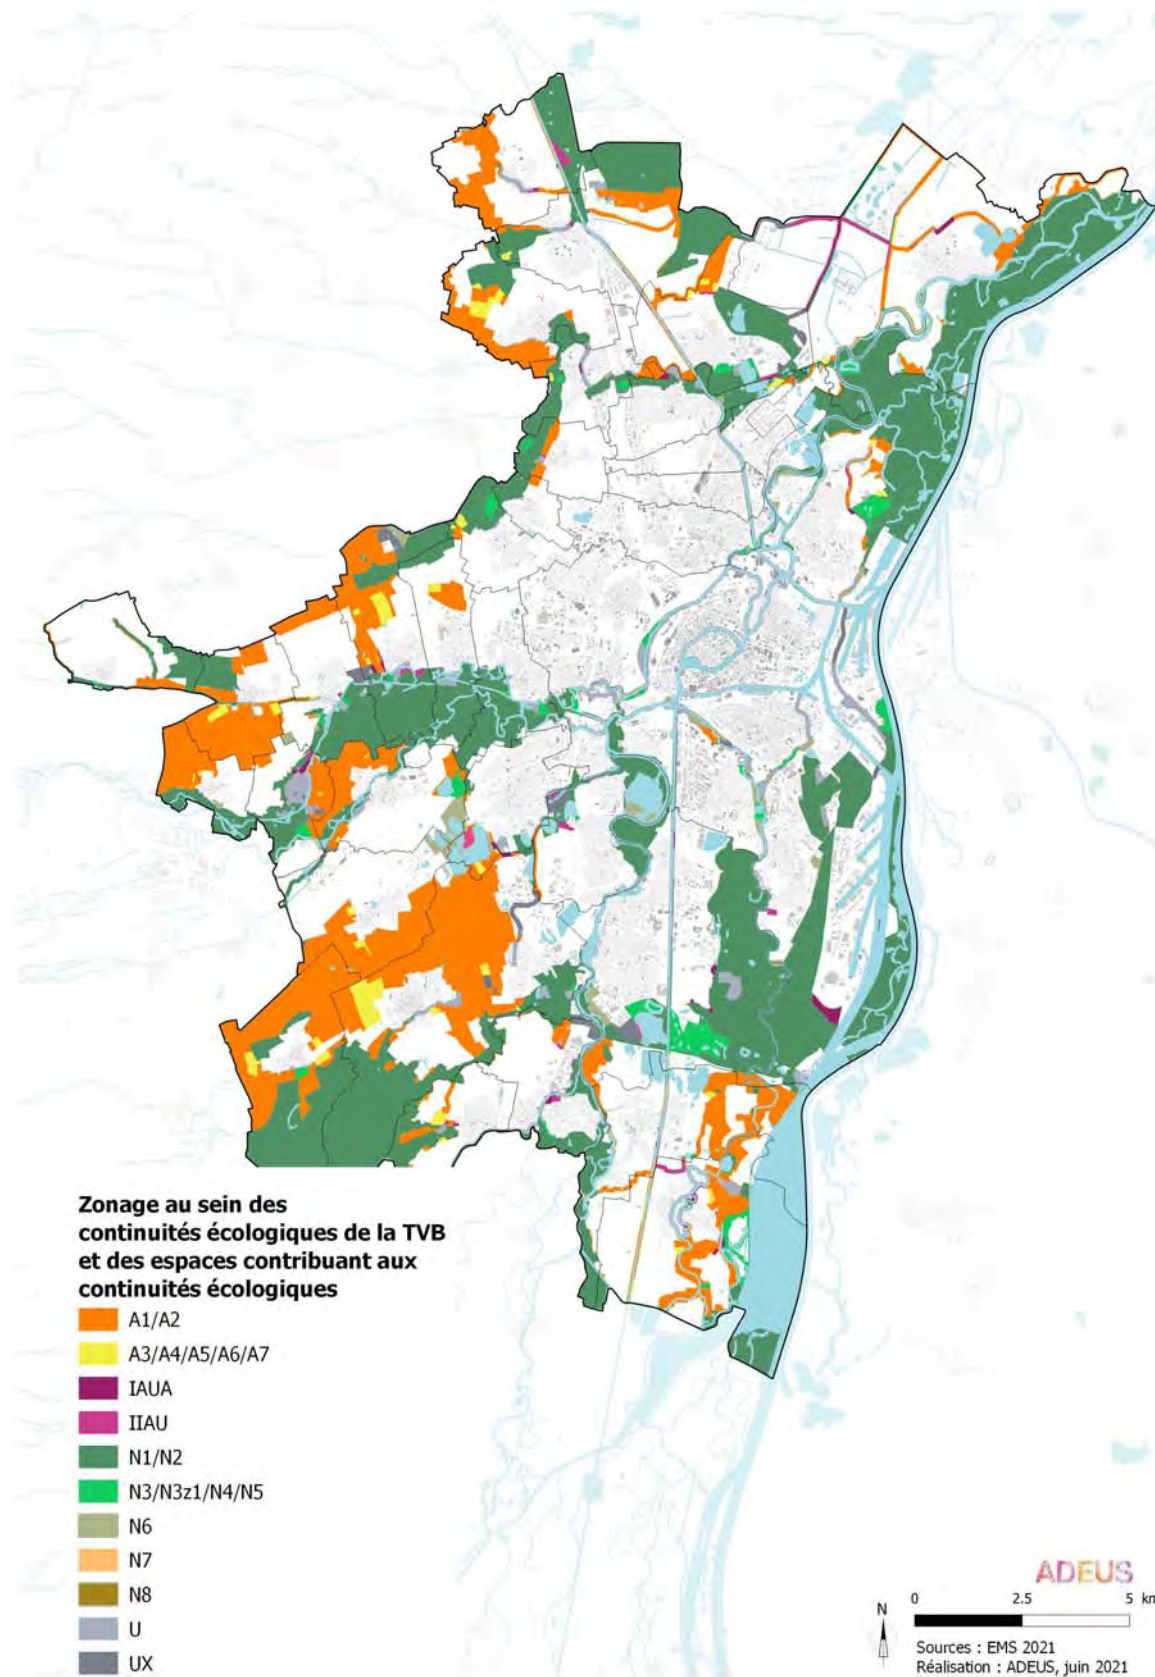 Zonage au sein des
continuités écologiques de la TVB
et des espaces contribuant aux
continuités écologiques
A1/A2
A3/A4/A5/A6/A7
IAUA
IIAU
N1/N2
N3/N3z1/N4/N5
N6
N7
N8
U
UX
ADEUS
N
0 2.5 5 km
Sources : EMS 2021
Réalisation : ADEUS, juin 2021